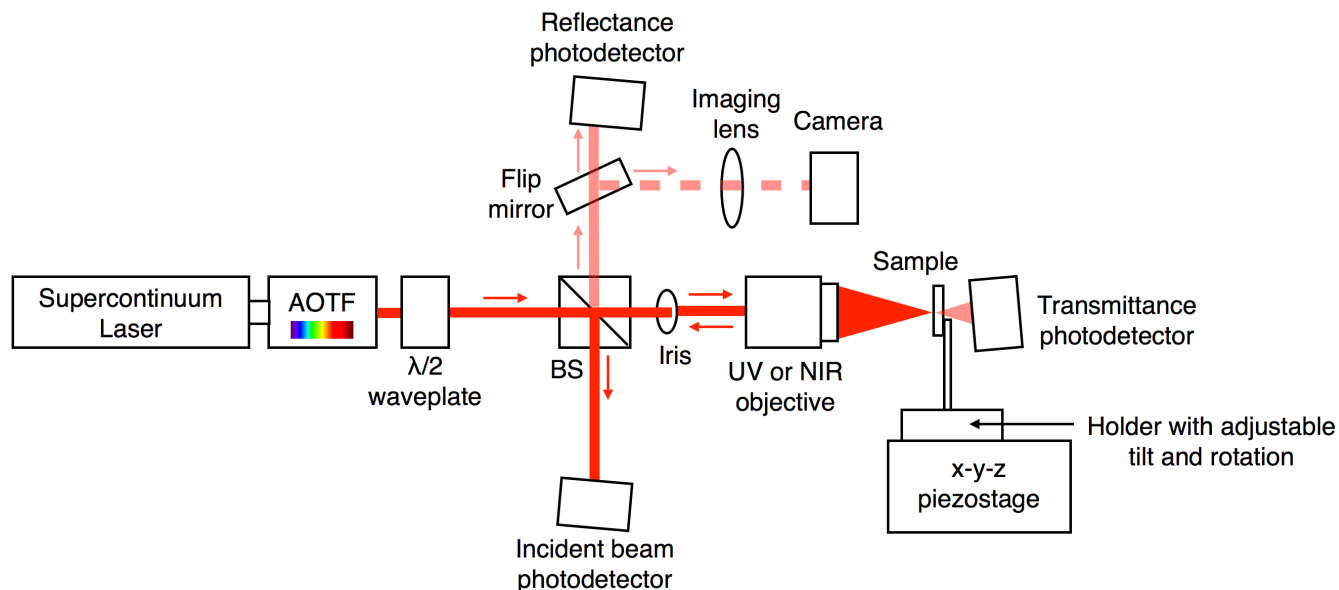 Reflectance
photodetector
Imaging
lens
Camera
Flip
mirror
Sample
Supercontinuum
Laser
AOTF
Transmittance
photodetector
λ/2
waveplate
BS
Iris
UV or NIR
objective
Holder with adjustable
tilt and rotation
x-y-z
piezostage
Incident beam
photodetector